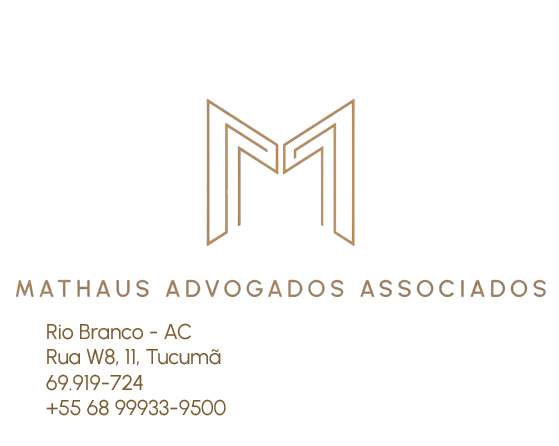 MATHAUS ADVOGADOS ASSOCIADOS
Rio Branco - AC
Rua W8, 11, Tucumã
69.919-724
+55 68 99933-9500